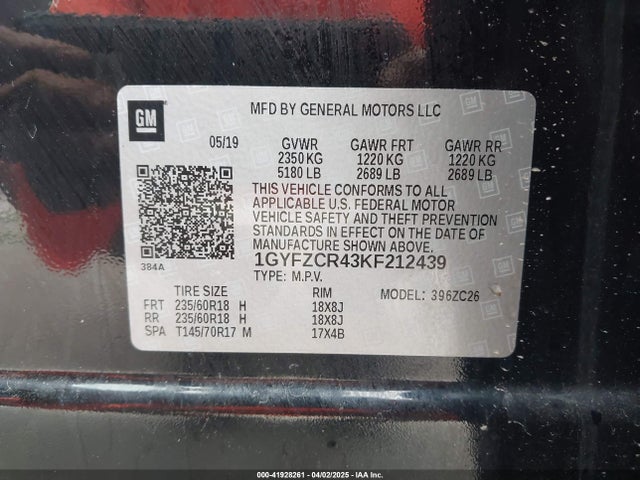 GM
MFD BY GENERAL MOTORS LLC
05/19 GVWR GAWR FRT GAWR RR
2350 KG 1220 KG 1220 KG
5180 LB 2689 LB 2689 LB
THIS VEHICLE CONFORMS TO ALL
APPLICABLE U.S. FEDERAL MOTOR
VEHICLE SAFETY AND THEFT PREVENTION
STANDARDS IN EFFECT ON THE DATE OF
MANUFACTURE SHOWN ABOVE.
384A
1GYFZCR43KF212439
TYPE: M.P.V.
TIRE SIZE RIM MODEL: 396ZC26
FRT 235/60R18 H 18X8J
RR 235/60R18 H 18X8J
SPA T145/70R17 M 17X4B
000-41928261 - 04/02/2025 - IAA Inc.